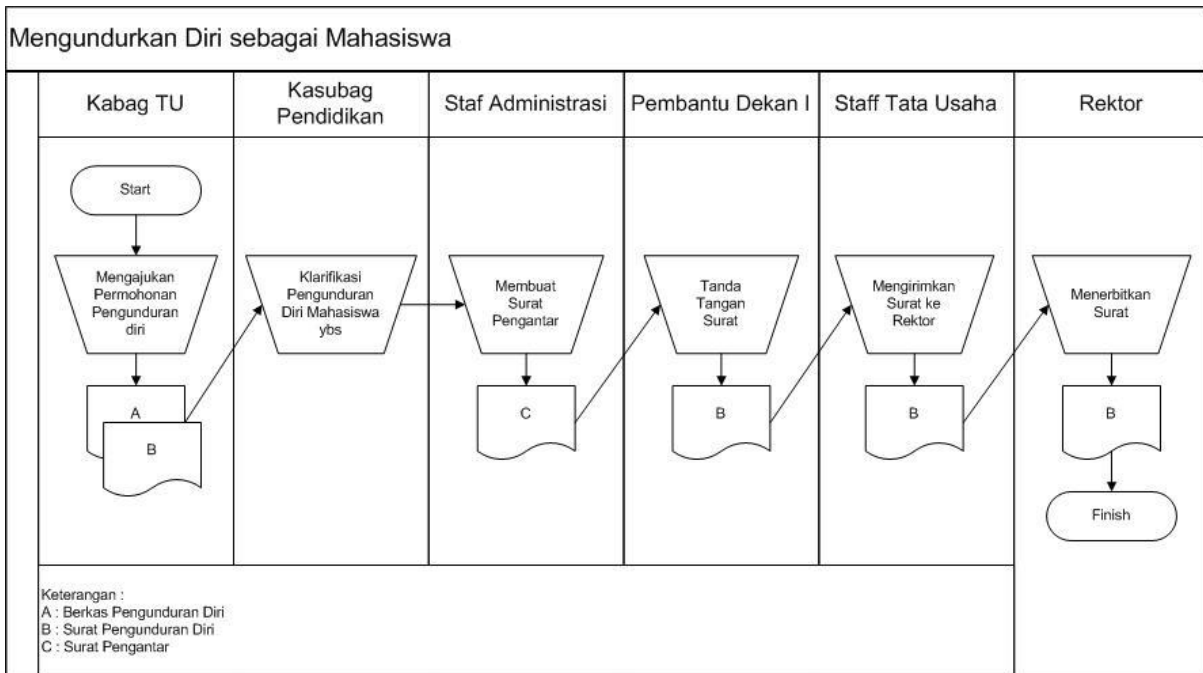 Mengundurkan Diri sebagai Mahasiswa
Kabag TU
Kasubag
Pendidikan
Staf Administrasi
Pembantu Dekan I
Staff Tata Usaha
Rektor
Start
Mengajukan
Permohonan
Pengunduran
diri
Klarifikasi
Pengunduran
Diri Mahasiswa
ybs
Membuat
Surat
Pengantar
Tanda
Tangan
Surat
Mengirimkan
Surat ke
Rektor
Menerbitkan
Surat
A
B
C
B
B
B
Finish
Keterangan :
A : Berkas Pengunduran Diri
B : Surat Pengunduran Diri
C : Surat Pengantar